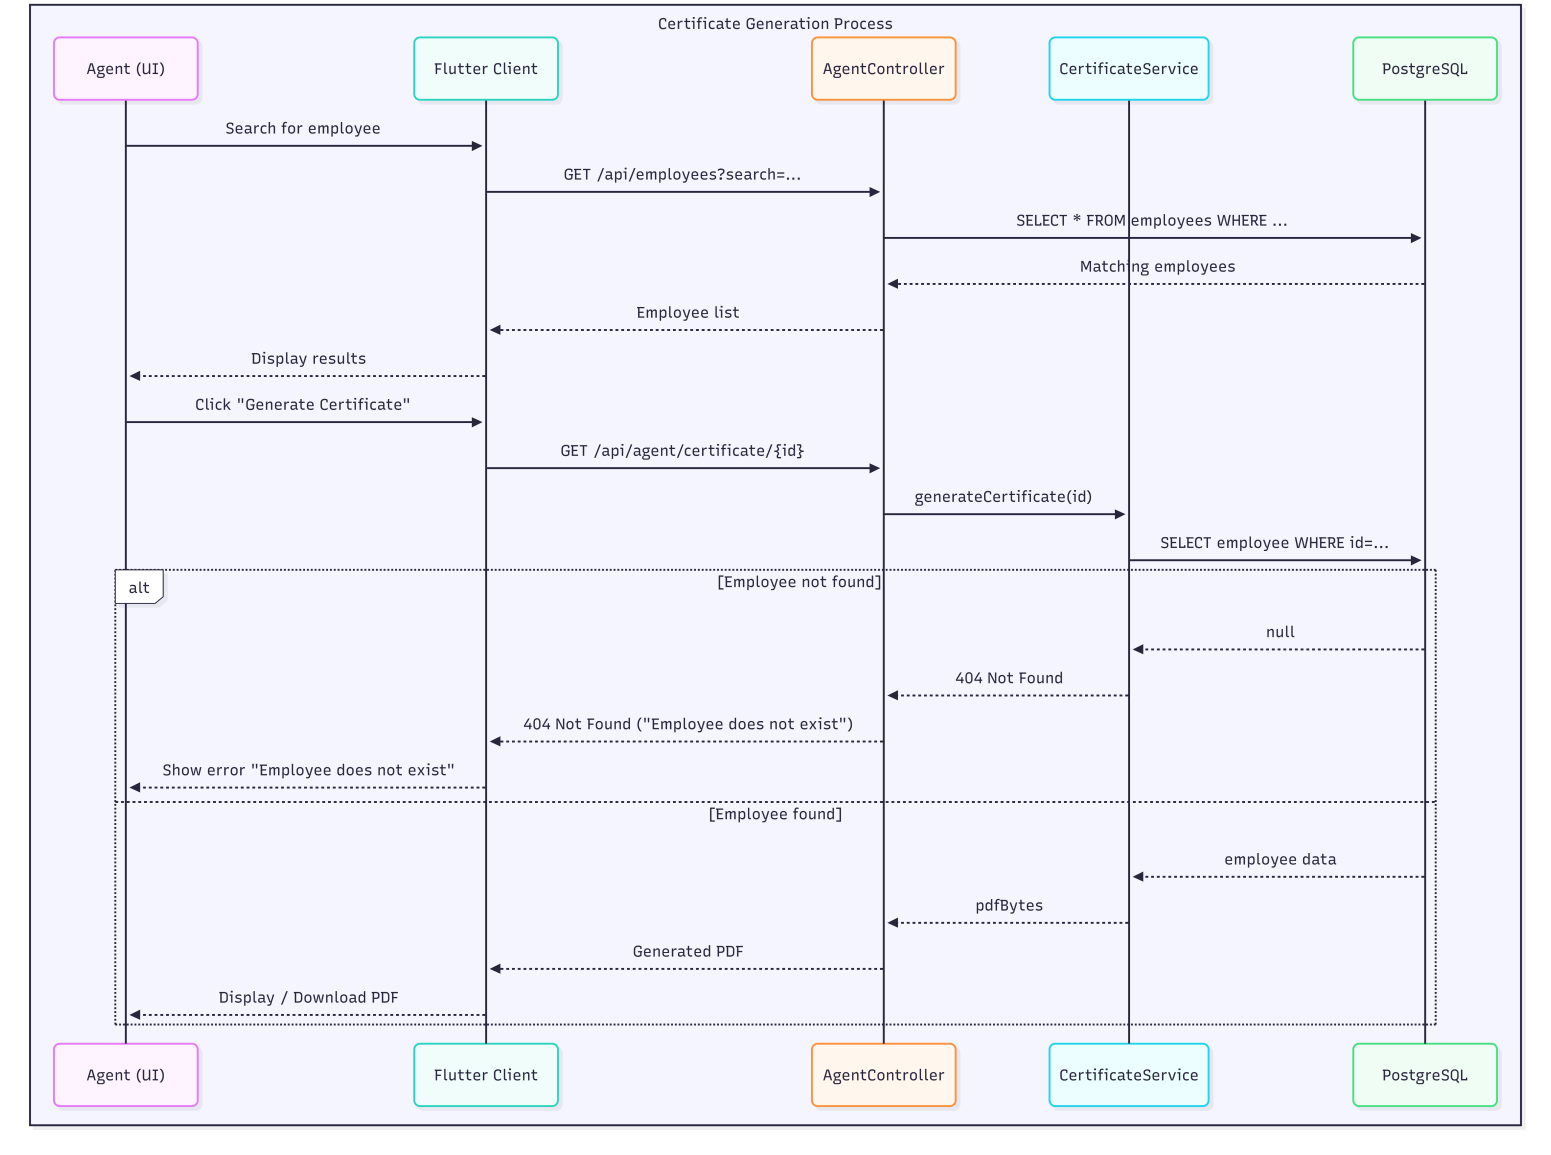 Certificate Generation Process
Agent (UI)
Flutter Client
AgentController
CertificateService
PostgreSQL
Search for employee
GET /api/employees?search=...
SELECT * FROM employees WHERE ...
Matching employees
Employee list
Display results
Click "Generate Certificate"
GET /api/agent/certificate/{id}
generateCertificate(id)
SELECT employee WHERE id=...
alt
[Employee not found]
null
404 Not Found
404 Not Found ("Employee does not exist")
Show error "Employee does not exist"
[Employee found]
employee data
pdfBytes
Generated PDF
Display / Download PDF
Agent (UI)
Flutter Client
AgentController
CertificateService
PostgreSQL